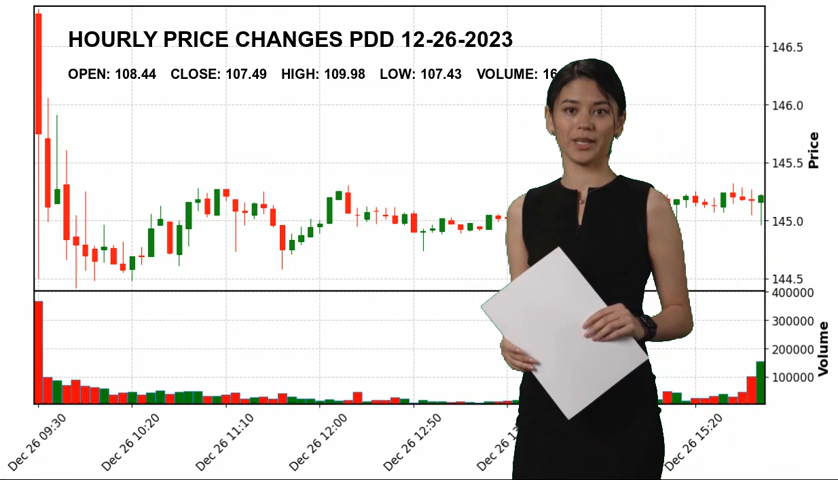 HOURLY PRICE CHANGES PDD 12-26-2023
OPEN: 108.44 CLOSE: 107.49 HIGH: 109.98 LOW: 107.43 VOLUME:
146.5
146.0
145.5
145.0
144.5
Price
400000
300000
200000
100000
Volume
Dec 26 09:30
Dec 26 10:20
Dec 26 11:10
Dec 26 12:00
Dec 26 12:50
Dec 26
Dec 26 15:20